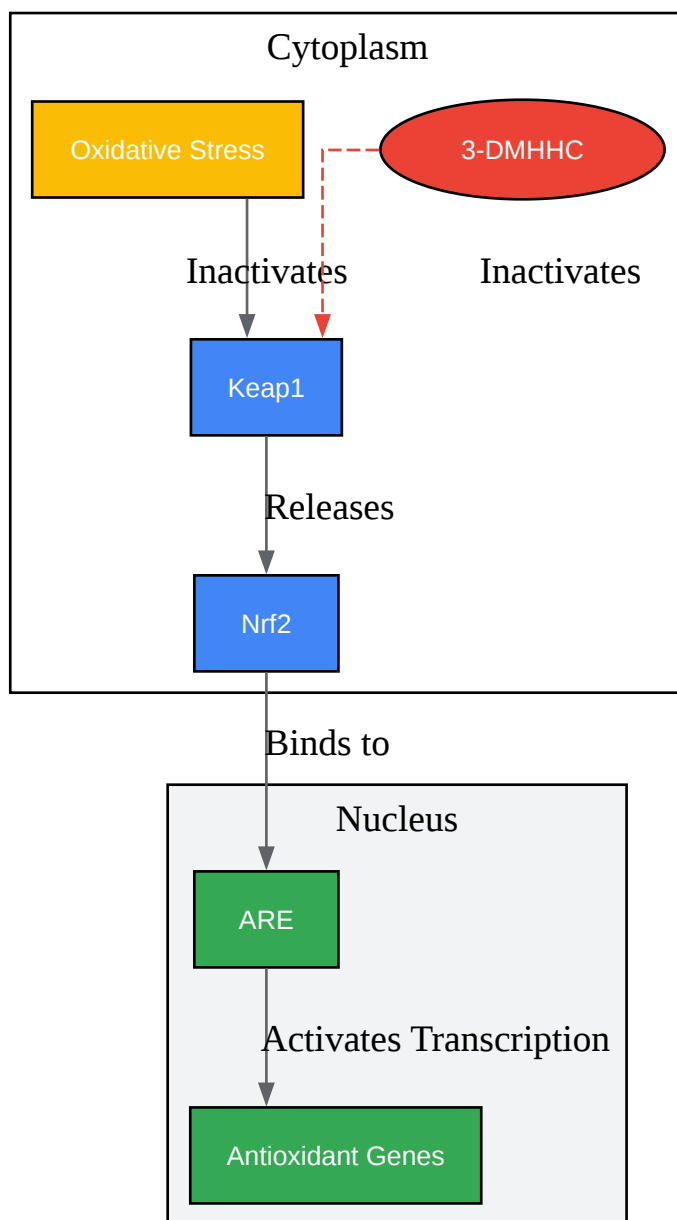 Cytoplasm
Oxidative Stress
3-DMHHC
Inactivates
Inactivates
Keap1
Releases
Nrf2
Binds to
Nucleus
ARE
Activates Transcription
Antioxidant Genes